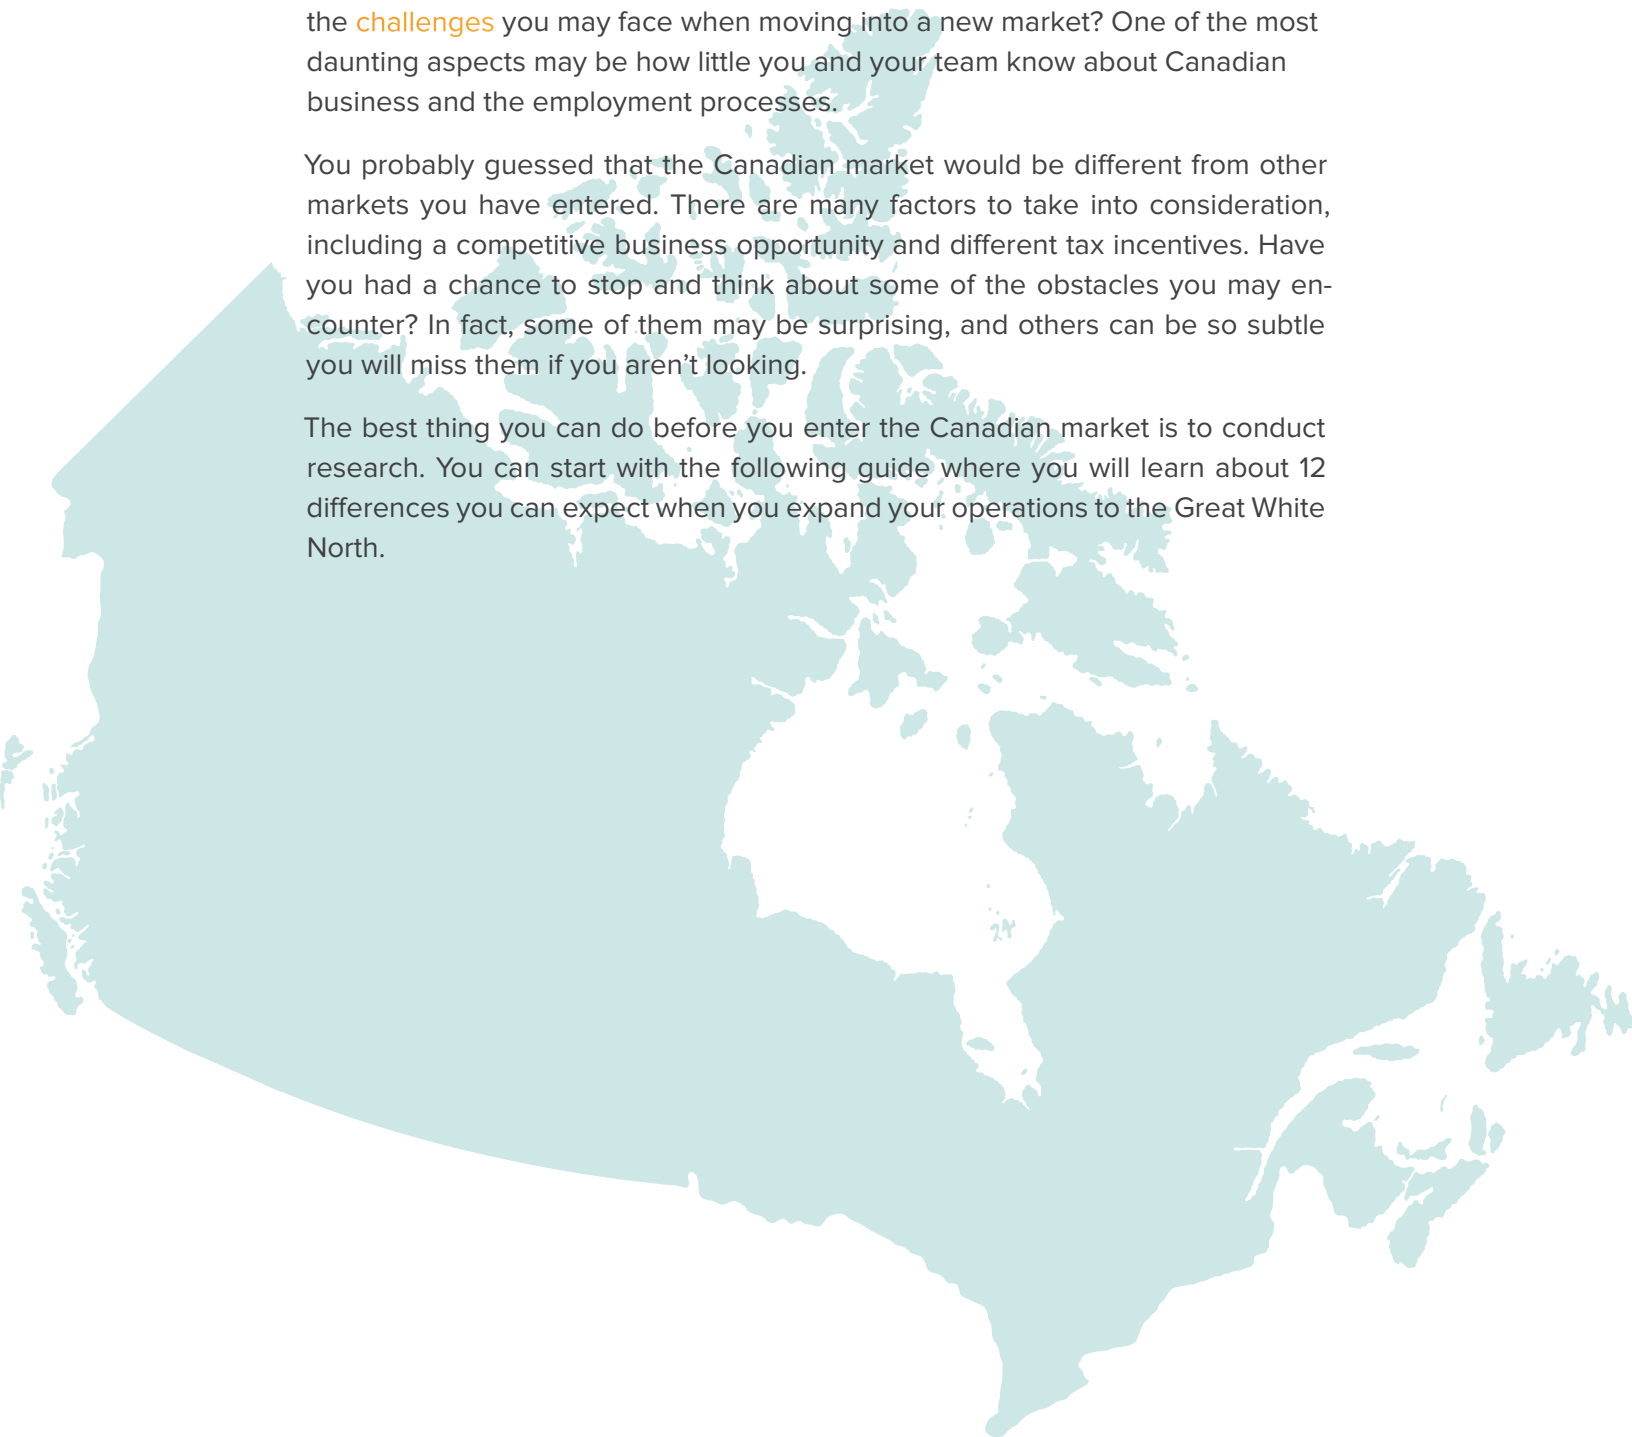 the challenges you may face when moving into a new market? One of the most
daunting aspects may be how little you and your team know about Canadian
business and the employment processes.
You probably guessed that the Canadian market would be different from other
markets you have entered. There are many factors to take into consideration,
including a competitive business opportunity and different tax incentives. Have
you had a chance to stop and think about some of the obstacles you may en-
counter? In fact, some of them may be surprising, and others can be so subtle
you will miss them if you aren’t looking.
The best thing you can do before you enter the Canadian market is to conduct
research. You can start with the following guide where you will learn about 12
differences you can expect when you expand your operations to the Great White
North.